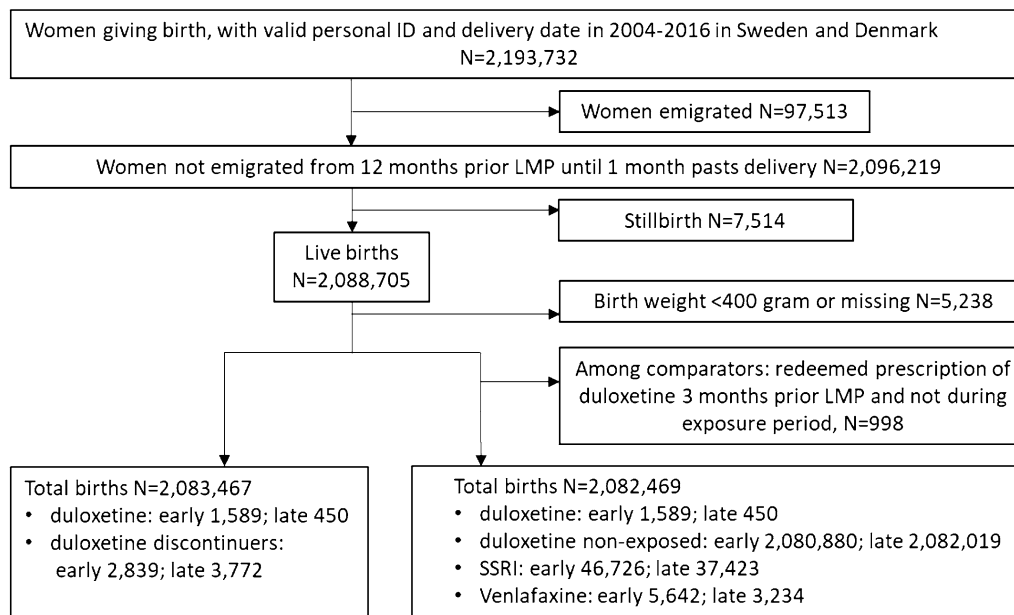 Women giving birth, with valid personal ID and delivery date in 2004-2016 in Sweden and Denmark
N=2,193,732
Women emigrated N=97,513
Women not emigrated from 12 months prior LMP until 1 month pasts delivery N=2,096,219
Stillbirth N=7,514
Live births
N=2,088,705
Birth weight <400 gram or missing N=5,238
Among comparators: redeemed prescription of
duloxetine 3 months prior LMP and not during
exposure period, N=998
Total births N=2,083,467
• duloxetine: early 1,589; late 450
• duloxetine discontinuers:
early 2,839; late 3,772
Total births N=2,082,469
• duloxetine: early 1,589; late 450
• duloxetine non-exposed: early 2,080,880; late 2,082,019
• SSRI: early 46,726; late 37,423
• Venlafaxine: early 5,642; late 3,234